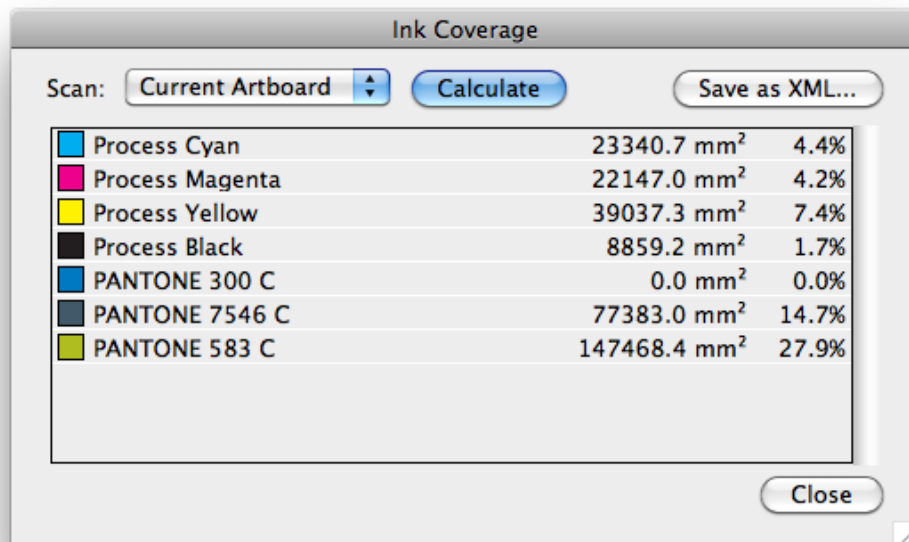 Ink Coverage
Scan: Current Artboard Calculate Save as XML...
Process Cyan 23340.7 mm² 4.4%
Process Magenta 22147.0 mm² 4.2%
Process Yellow 39037.3 mm² 7.4%
Process Black 8859.2 mm² 1.7%
PANTONE 300 C 0.0 mm² 0.0%
PANTONE 7546 C 77383.0 mm² 14.7%
PANTONE 583 C 147468.4 mm² 27.9%
Close